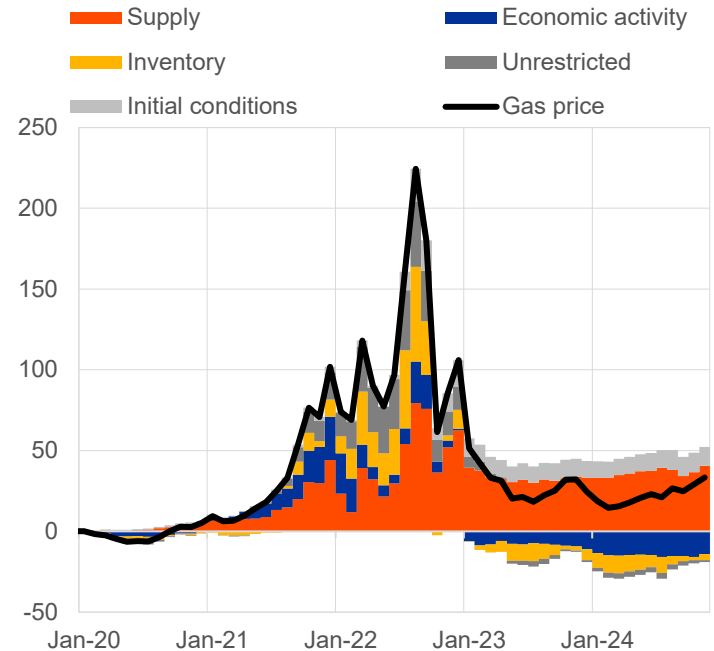 Supply
Economic activity
Inventory
Unrestricted
Initial conditions
Gas price
250
200
150
100
50
0
-50
Jan-20
Jan-21
Jan-22
Jan-23
Jan-24